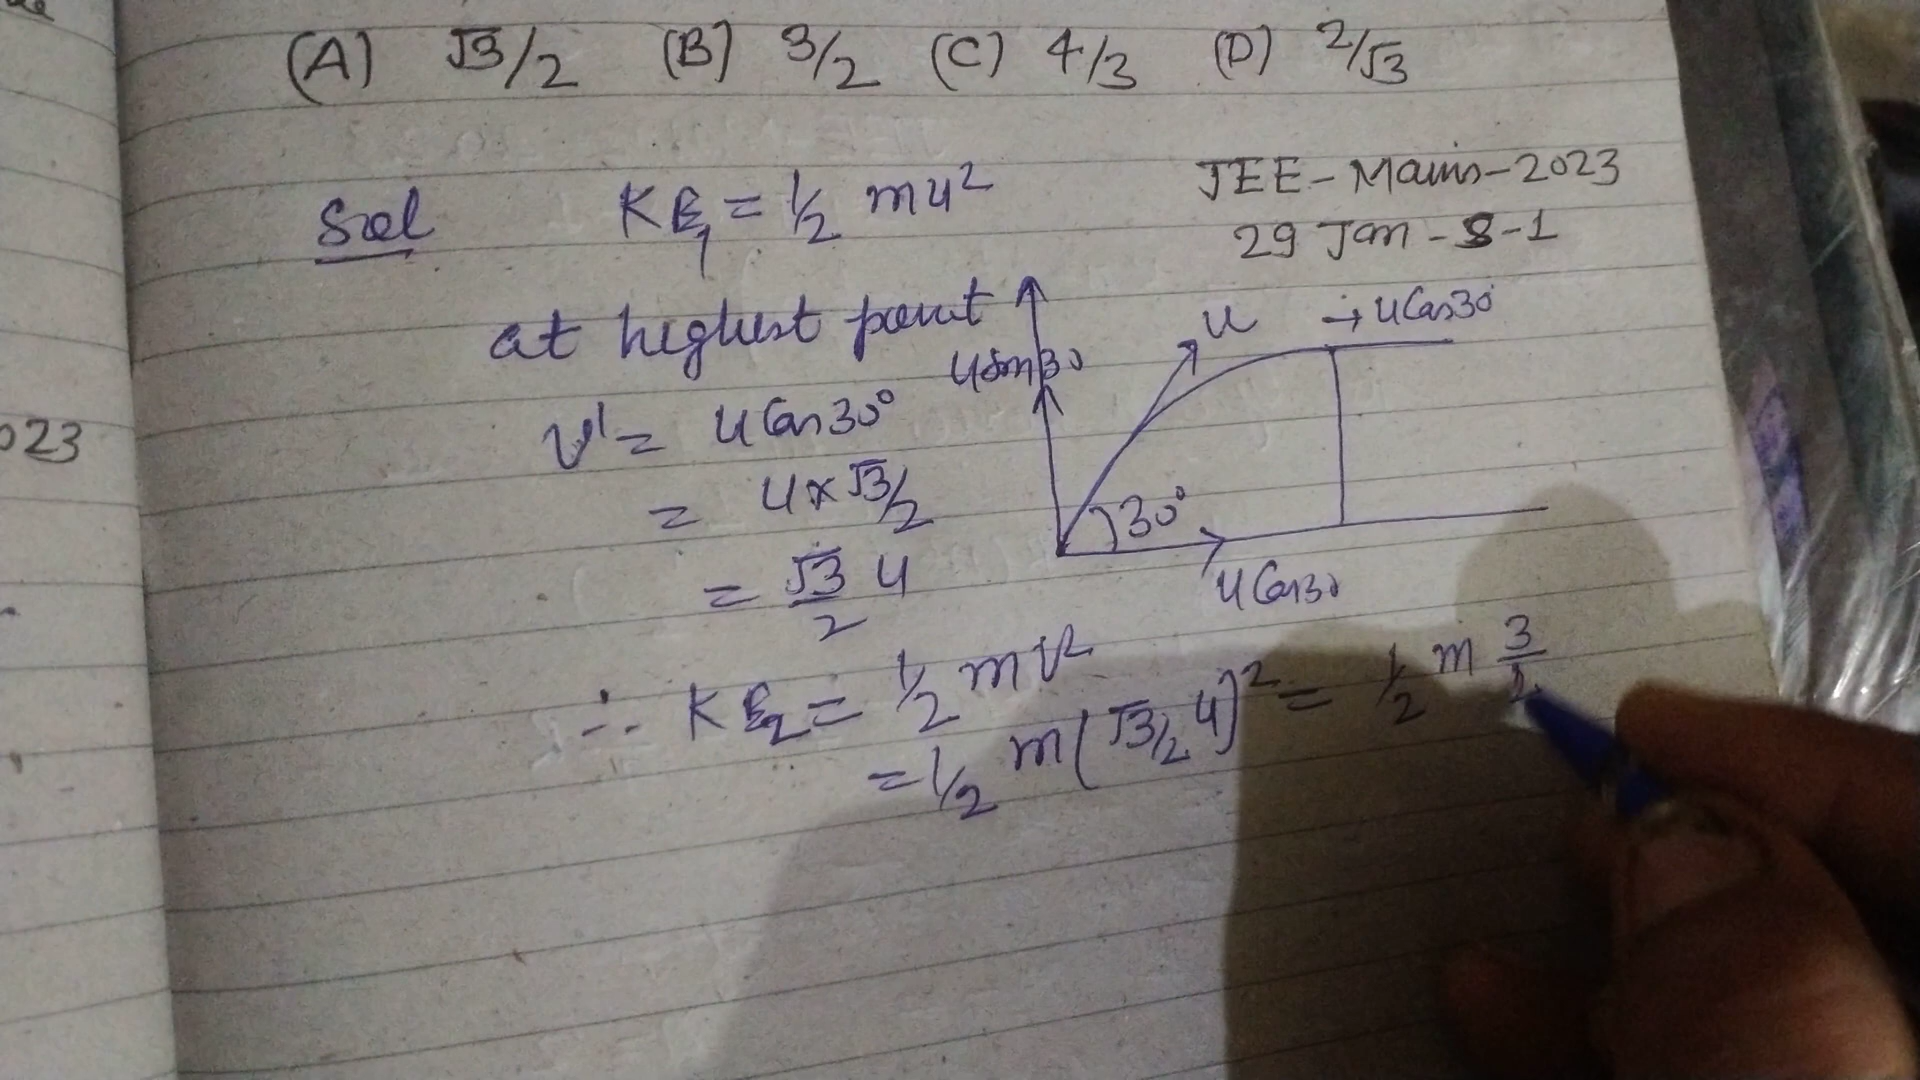 (A) √3/2 (B) 3/2 (C) 4/3 (D) 2/√3
JEE-Mains-2023
29 Jan - S-1
Sol KE₁ = 1/2 mu²
at highest point
v' = u Cos30°
= u × √3/2
= √3/2 u
u
→ uCos30
uSin30
30°
uCos30
∴ KE₂ = 1/2 mv²
= 1/2 m(√3/2 u)² = 1/2 m 3/
023